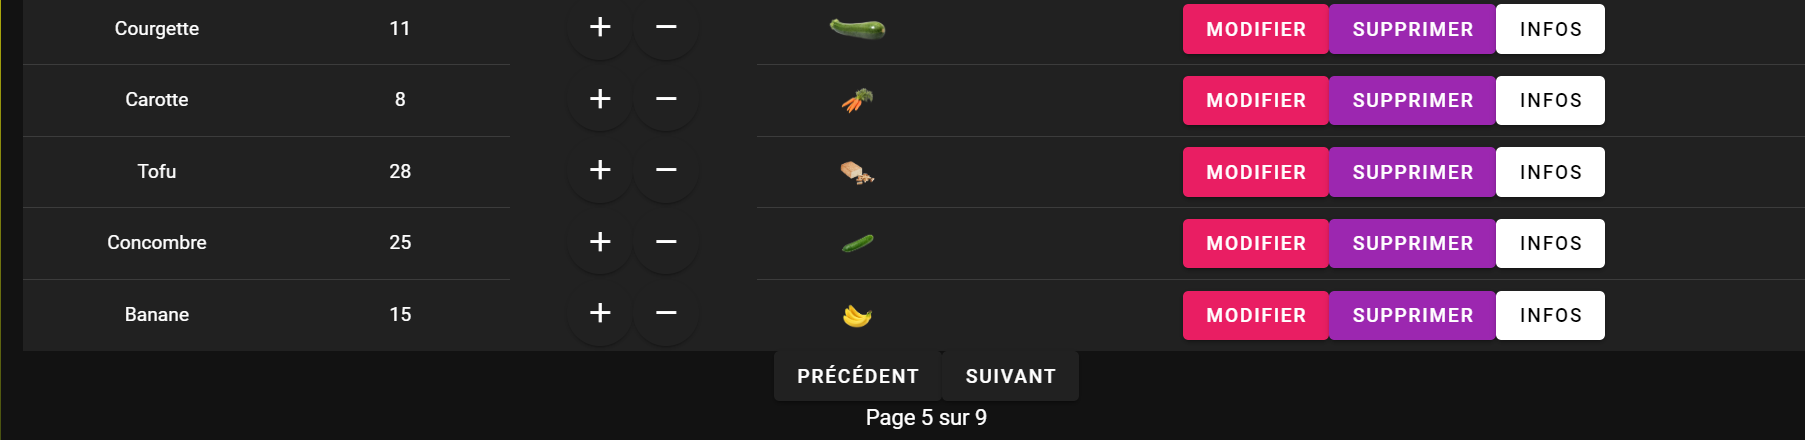 Courgette 11 + − MODIFIER SUPPRIMER INFOS
Carotte 8 + − MODIFIER SUPPRIMER INFOS
Tofu 28 + − MODIFIER SUPPRIMER INFOS
Concombre 25 + − MODIFIER SUPPRIMER INFOS
Banane 15 + − MODIFIER SUPPRIMER INFOS
PRÉCÉDENT SUIVANT
Page 5 sur 9